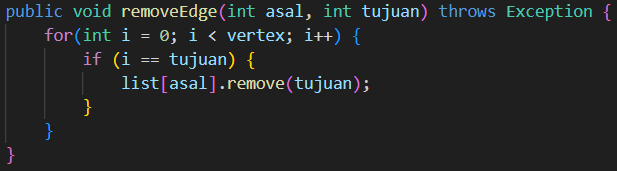 public void removeEdge(int asal, int tujuan) throws Exception {
    for(int i = 0; i < vertex; i++) {
        if (i == tujuan) {
            list[asal].remove(tujuan);
        }
    }
}